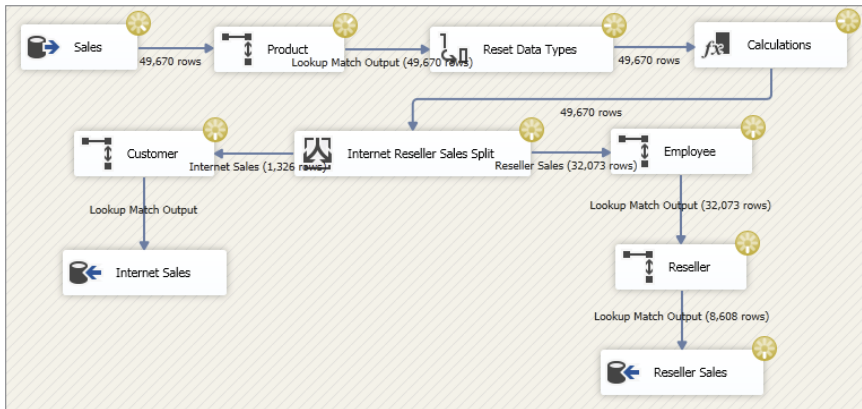 Sales
49,670 rows
Product
Lookup Match Output (49,670 rows)
Reset Data Types
49,670 rows
Calculations
49,670 rows
Customer
Internet Sales (1,326 rows)
Internet Reseller Sales Split
Reseller Sales (32,073 rows)
Employee
Lookup Match Output
Lookup Match Output (32,073 rows)
Internet Sales
Reseller
Lookup Match Output (8,608 rows)
Reseller Sales